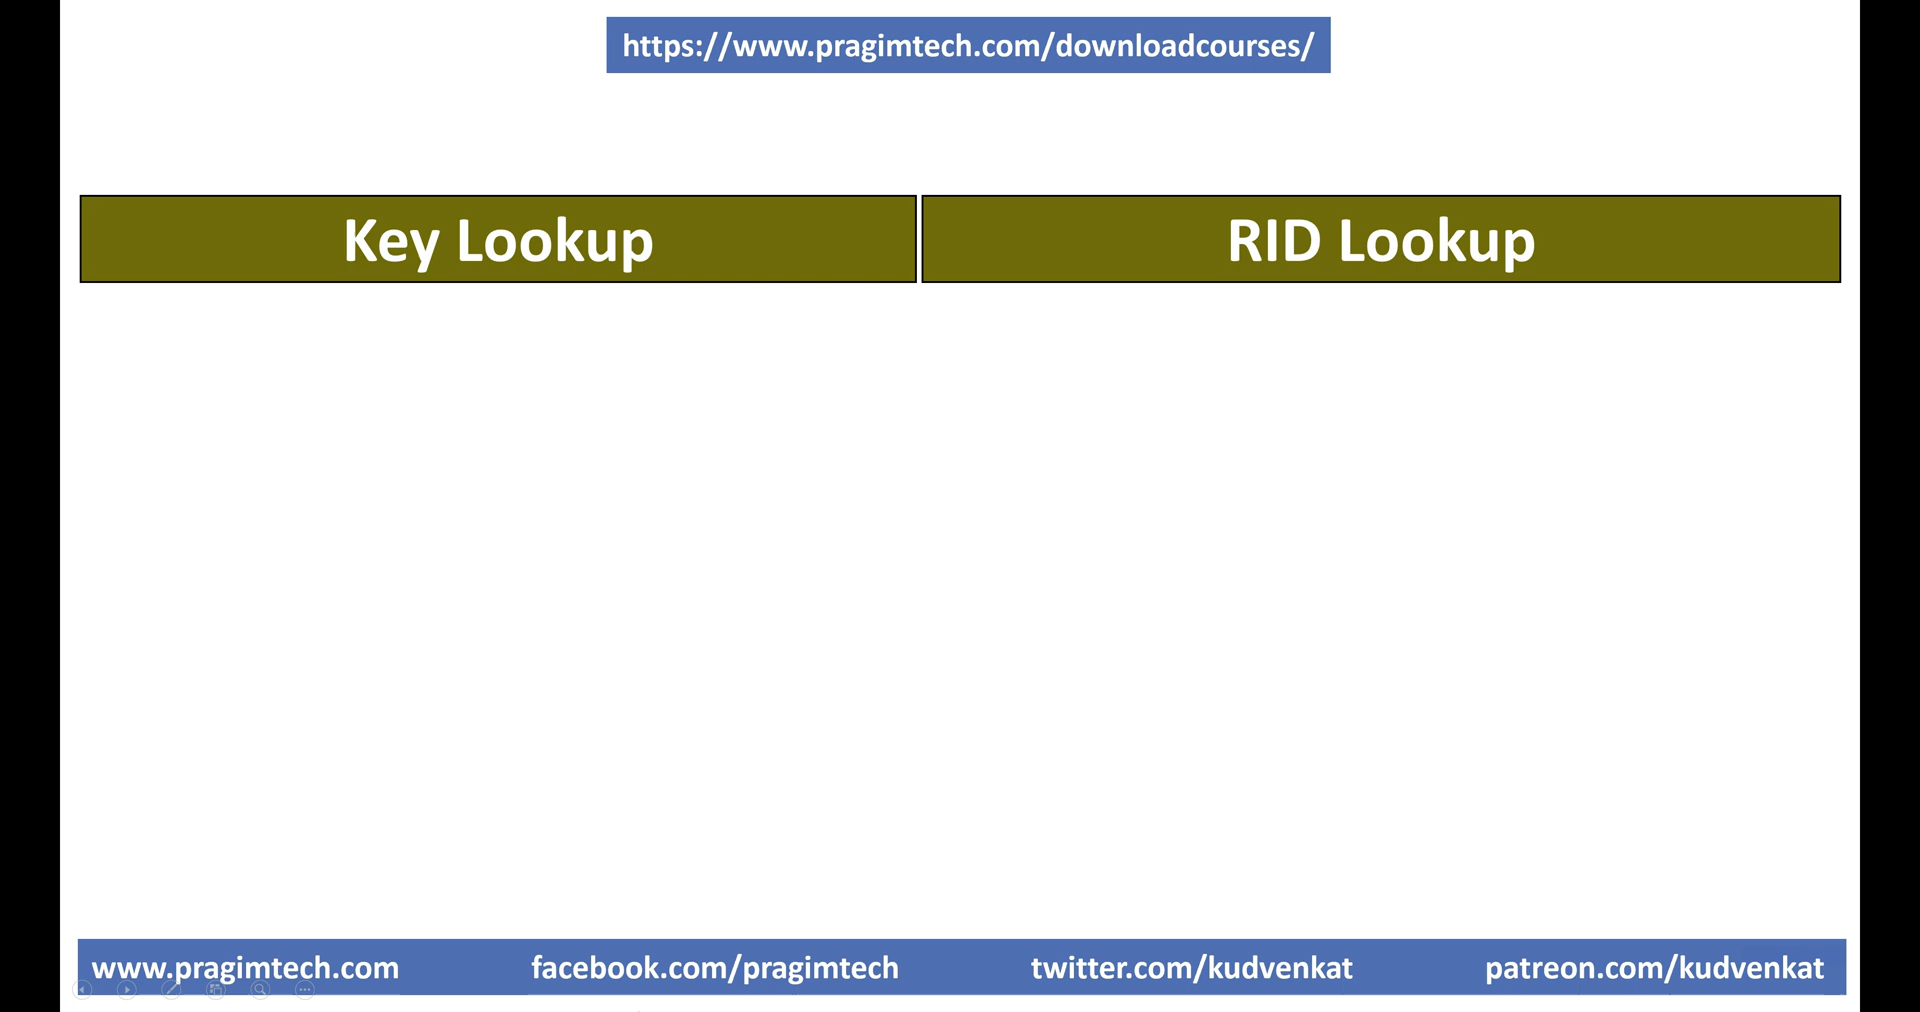 https://www.pragimtech.com/downloadcourses/
Key Lookup
RID Lookup
www.pragimtech.com
facebook.com/pragimtech
twitter.com/kudvenkat
patreon.com/kudvenkat